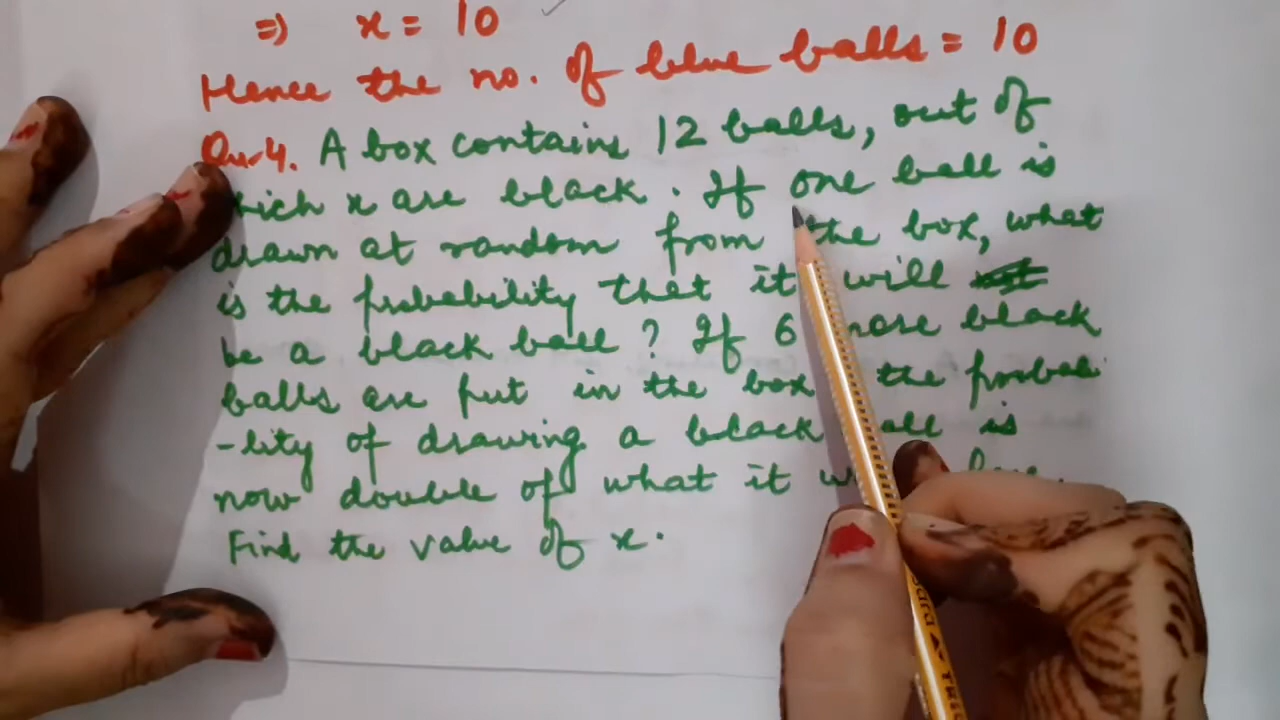 ⇒ x = 10
Hence the no. of blue balls = 10
Qu-4. A box contains 12 balls, out of
which x are black. If one ball is
drawn at random from the box, what
is the probability that it will
be a black ball? If 6 more black
balls are put in the box the probabi
-lity of drawing a black ball is
now double of what it
Find the value of x.